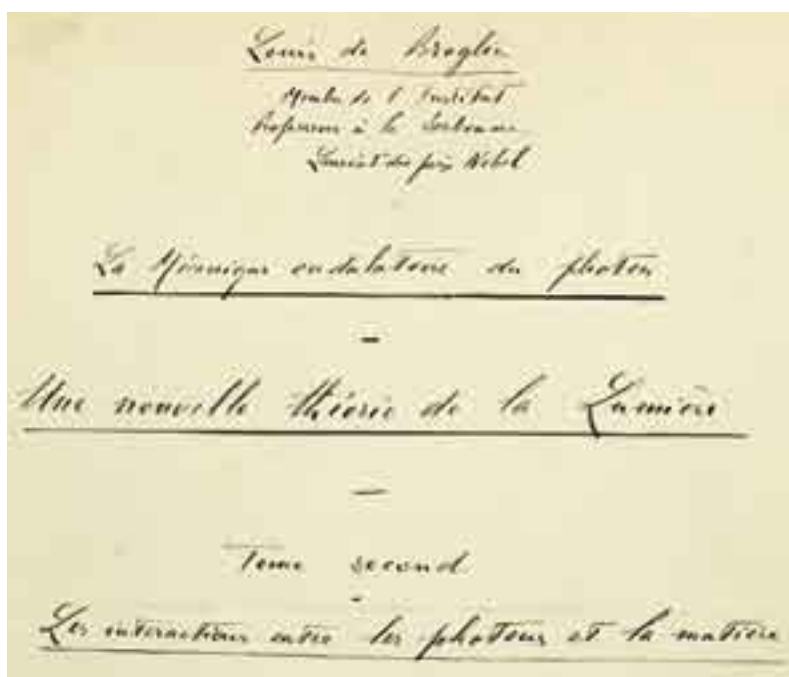 Louis de Broglie
Membre de l'Institut
Professeur à la Sorbonne
Lauréat du prix Nobel
La Mécanique ondulatoire du photon
—
Une nouvelle théorie de la Lumière
—
Tome second
-
Les interactions entre les photons et la matière